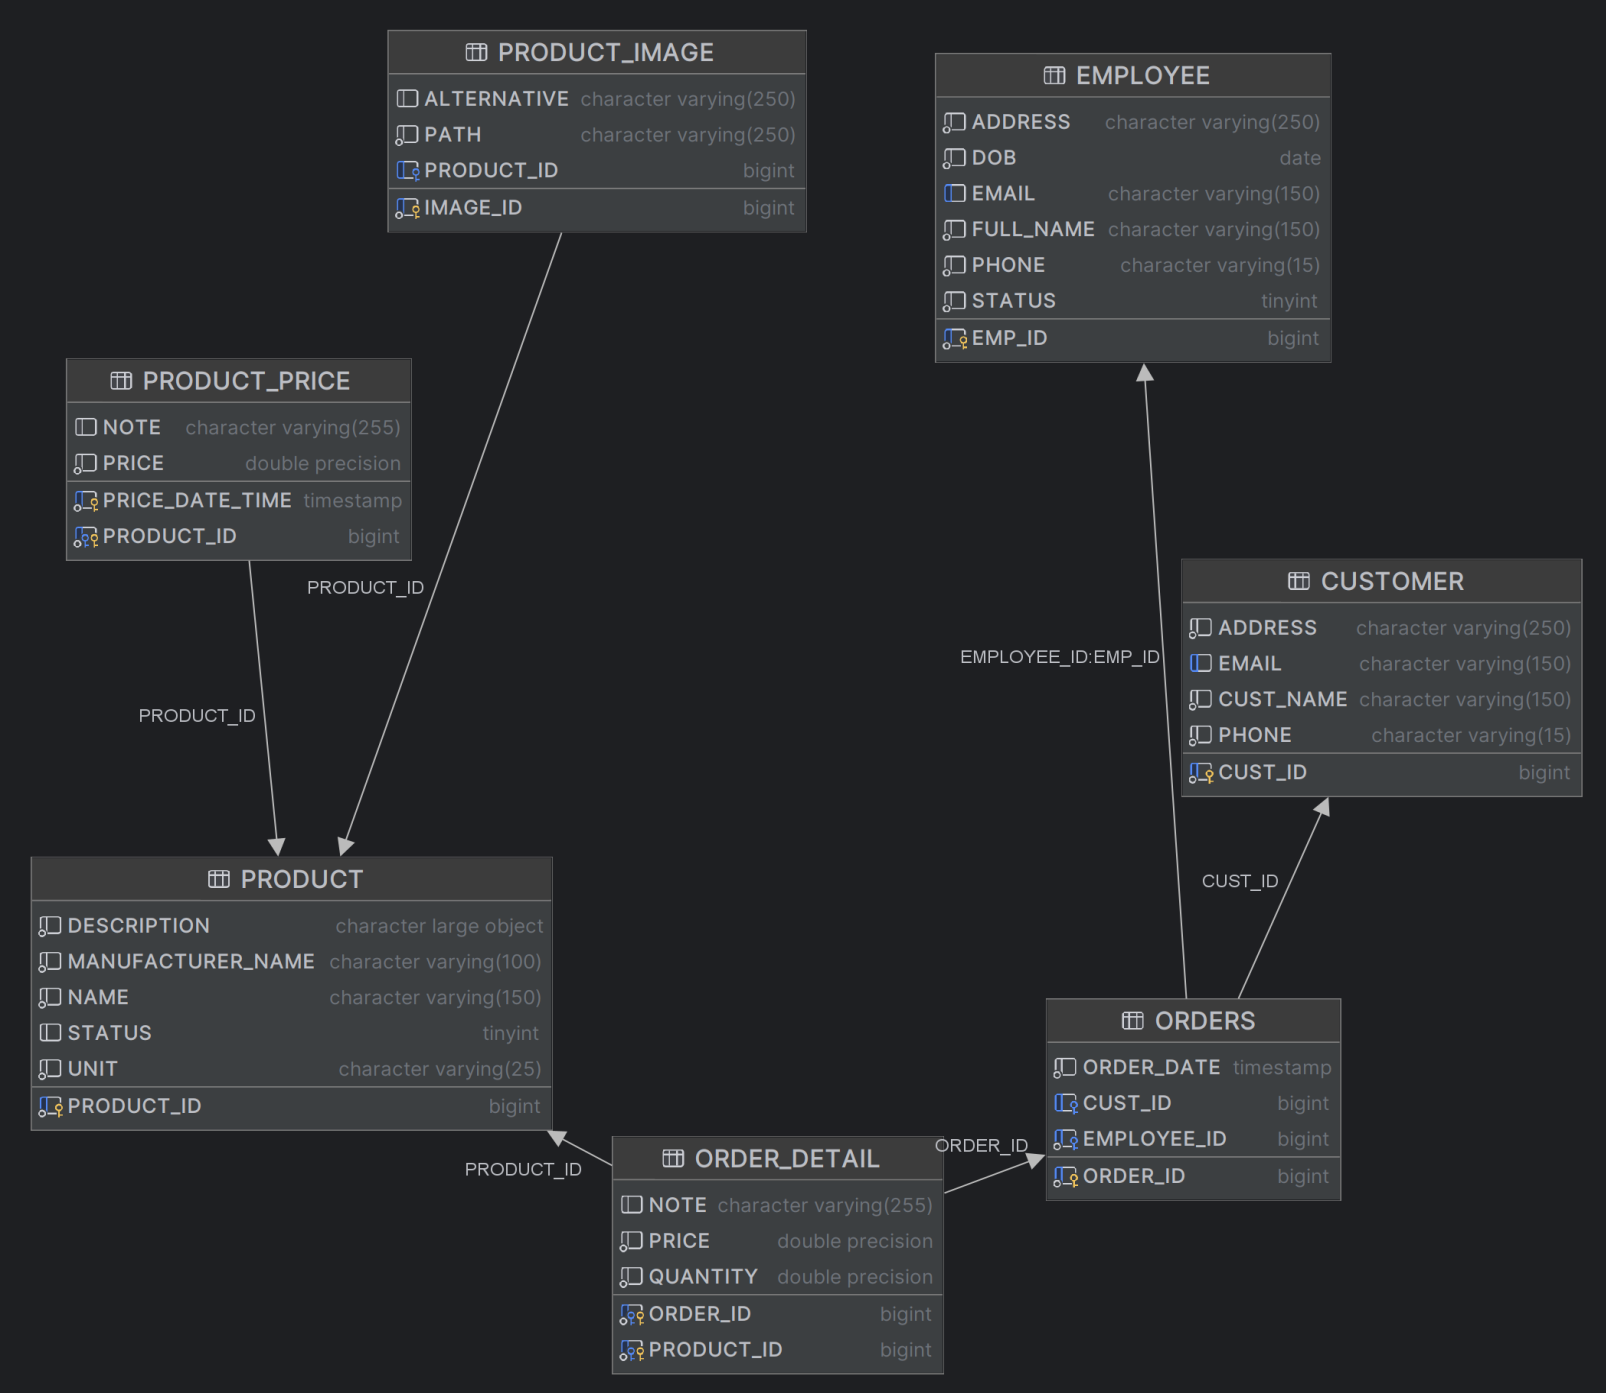 PRODUCT_IMAGE
ALTERNATIVE character varying(250)
PATH character varying(250)
PRODUCT_ID bigint
IMAGE_ID bigint
EMPLOYEE
ADDRESS character varying(250)
DOB date
EMAIL character varying(150)
FULL_NAME character varying(150)
PHONE character varying(15)
STATUS tinyint
EMP_ID bigint
PRODUCT_PRICE
NOTE character varying(255)
PRICE double precision
PRICE_DATE_TIME timestamp
PRODUCT_ID bigint
PRODUCT_ID
PRODUCT_ID
EMPLOYEE_ID:EMP_ID
CUSTOMER
ADDRESS character varying(250)
EMAIL character varying(150)
CUST_NAME character varying(150)
PHONE character varying(15)
CUST_ID bigint
CUST_ID
PRODUCT
DESCRIPTION character large object
MANUFACTURER_NAME character varying(100)
NAME character varying(150)
STATUS tinyint
UNIT character varying(25)
PRODUCT_ID bigint
ORDERS
ORDER_DATE timestamp
CUST_ID bigint
EMPLOYEE_ID bigint
ORDER_ID bigint
PRODUCT_ID
ORDER_ID
ORDER_DETAIL
NOTE character varying(255)
PRICE double precision
QUANTITY double precision
ORDER_ID bigint
PRODUCT_ID bigint